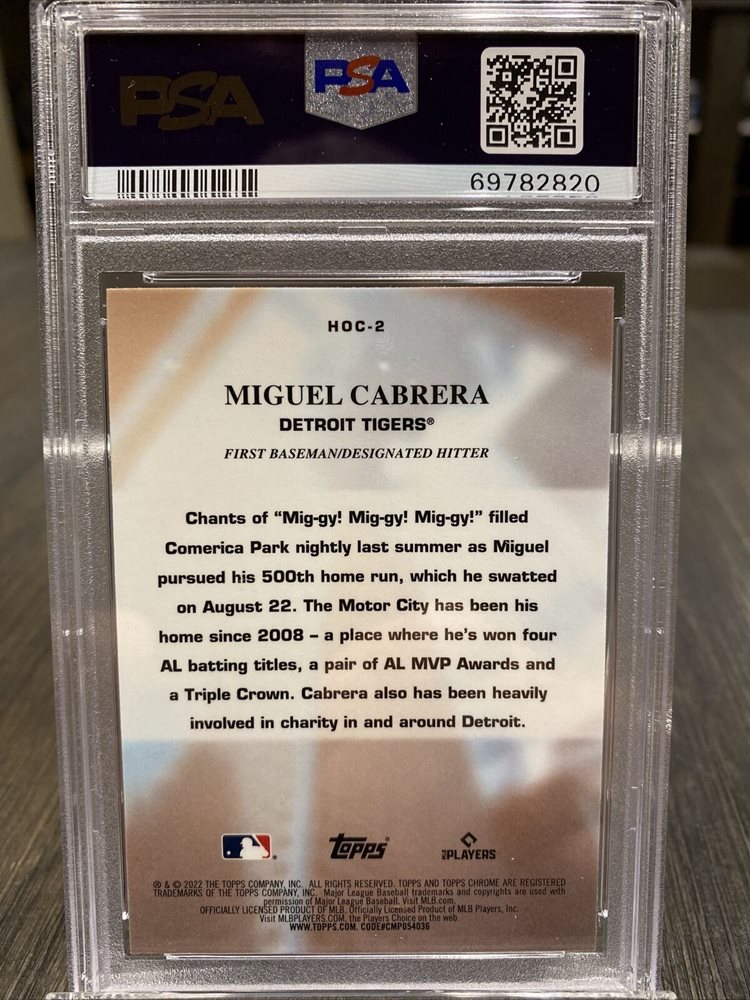 PSA
PSA
69782820
HOC-2
MIGUEL CABRERA
DETROIT TIGERS®
FIRST BASEMAN/DESIGNATED HITTER
Chants of “Mig-gy! Mig-gy! Mig-gy!” filled
Comerica Park nightly last summer as Miguel
pursued his 500th home run, which he swatted
on August 22. The Motor City has been his
home since 2008 – a place where he's won four
AL batting titles, a pair of AL MVP Awards and
a Triple Crown. Cabrera also has been heavily
involved in charity in and around Detroit.
Topps
MLB PLAYERS
® & © 2022 THE TOPPS COMPANY, INC. ALL RIGHTS RESERVED. TOPPS AND TOPPS CHROME ARE REGISTERED
TRADEMARKS OF THE TOPPS COMPANY, INC. Major League Baseball trademarks and copyrights are used with
permission of Major League Baseball. Visit MLB.com.
OFFICIALLY LICENSED PRODUCT OF MLB. Officially Licensed Product of MLB Players, Inc.
Visit MLBPLAYERS.COM, the Players Choice on the web.
WWW.TOPPS.COM. CODE#CMP054036